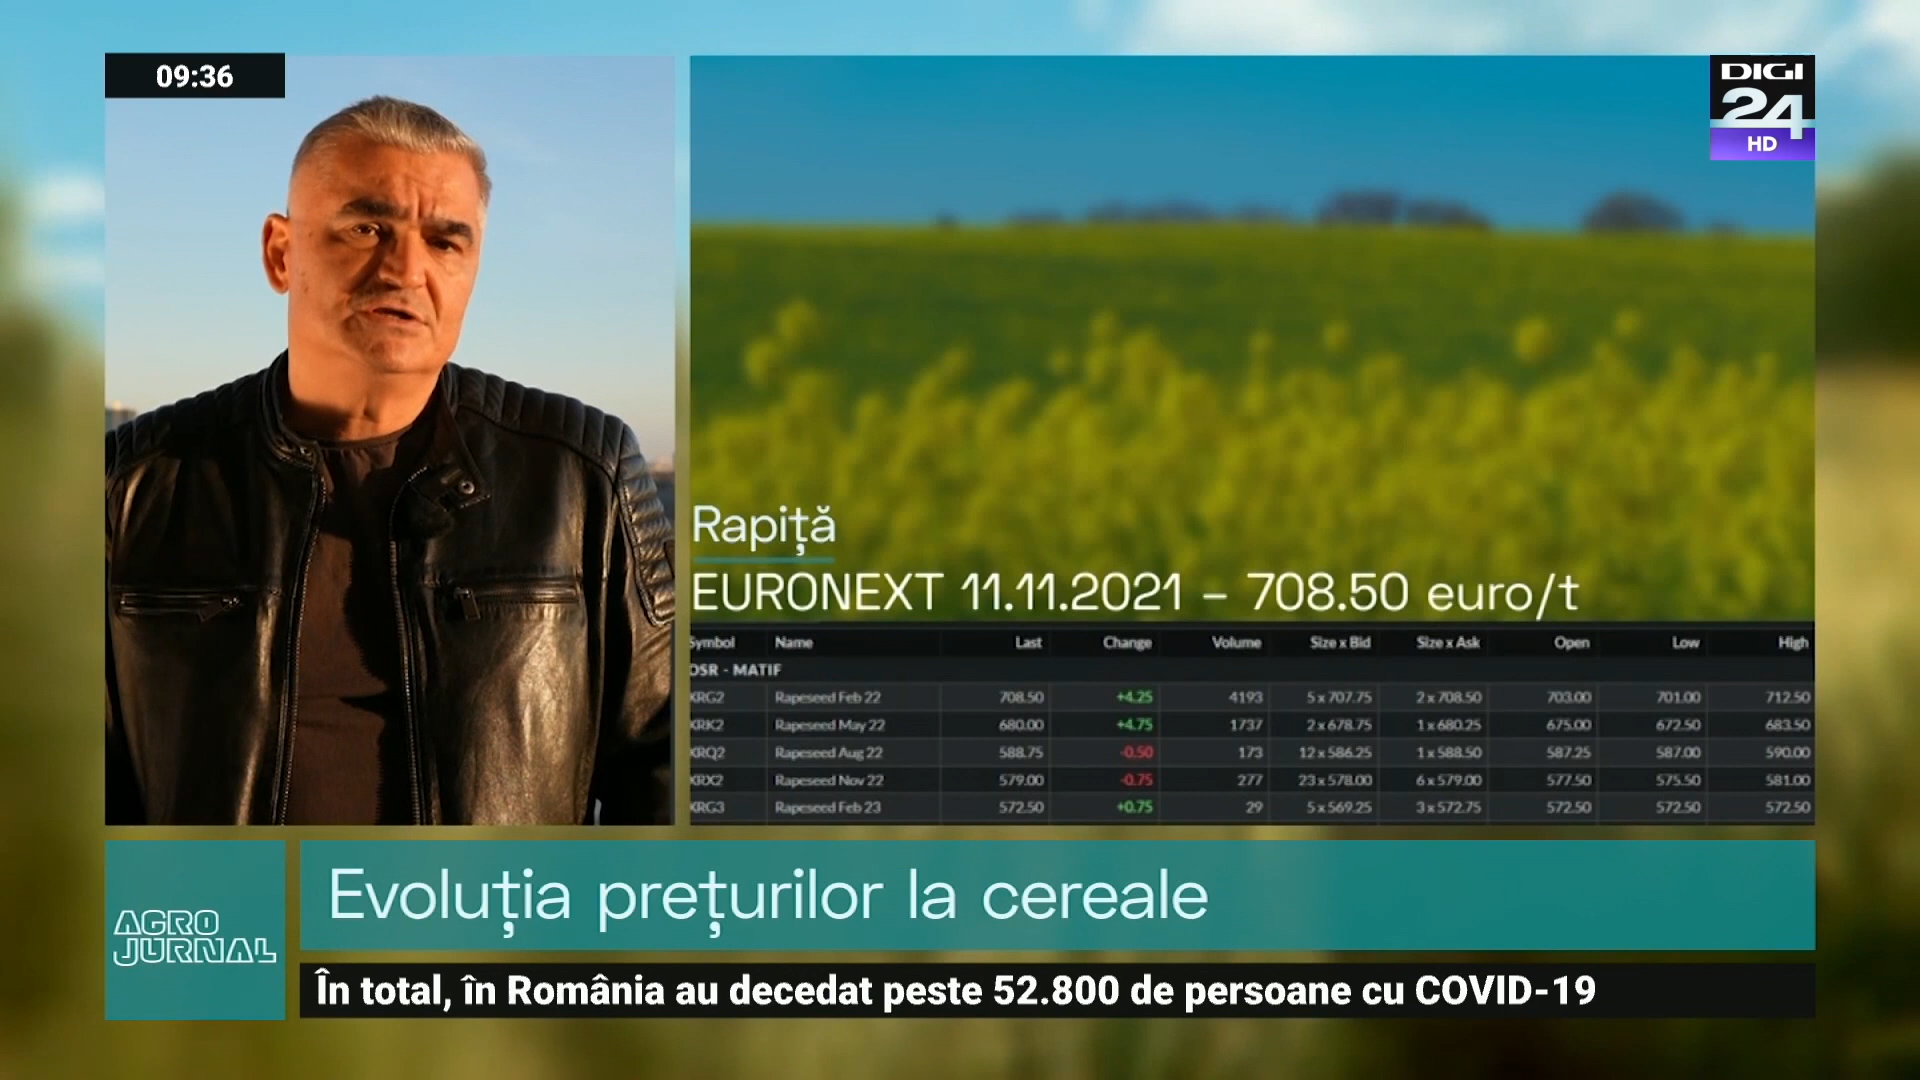 09:36
DIGI
24
HD
Rapiță
EURONEXT 11.11.2021 – 708.50 euro/t
Symbol Name Last Change Volume Size x Bid Size x Ask Open Low High
OSR - MATIF
XRG2 Rapeseed Feb 22 708.50 +4.25 4193 5 x 707.75 2 x 708.50 703.00 701.00 712.50
XRK2 Rapeseed May 22 680.00 +4.75 1737 2 x 678.75 1 x 680.25 675.00 672.50 683.50
XRQ2 Rapeseed Aug 22 588.75 -0.50 173 12 x 586.25 1 x 588.50 587.25 587.00 590.00
XRX2 Rapeseed Nov 22 579.00 -0.75 277 23 x 578.00 6 x 579.00 577.50 575.50 581.00
XRG3 Rapeseed Feb 23 572.50 +0.75 29 5 x 569.25 3 x 572.75 572.50 572.50 572.50
AGRO
JURNAL
Evoluția prețurilor la cereale
În total, în România au decedat peste 52.800 de persoane cu COVID-19